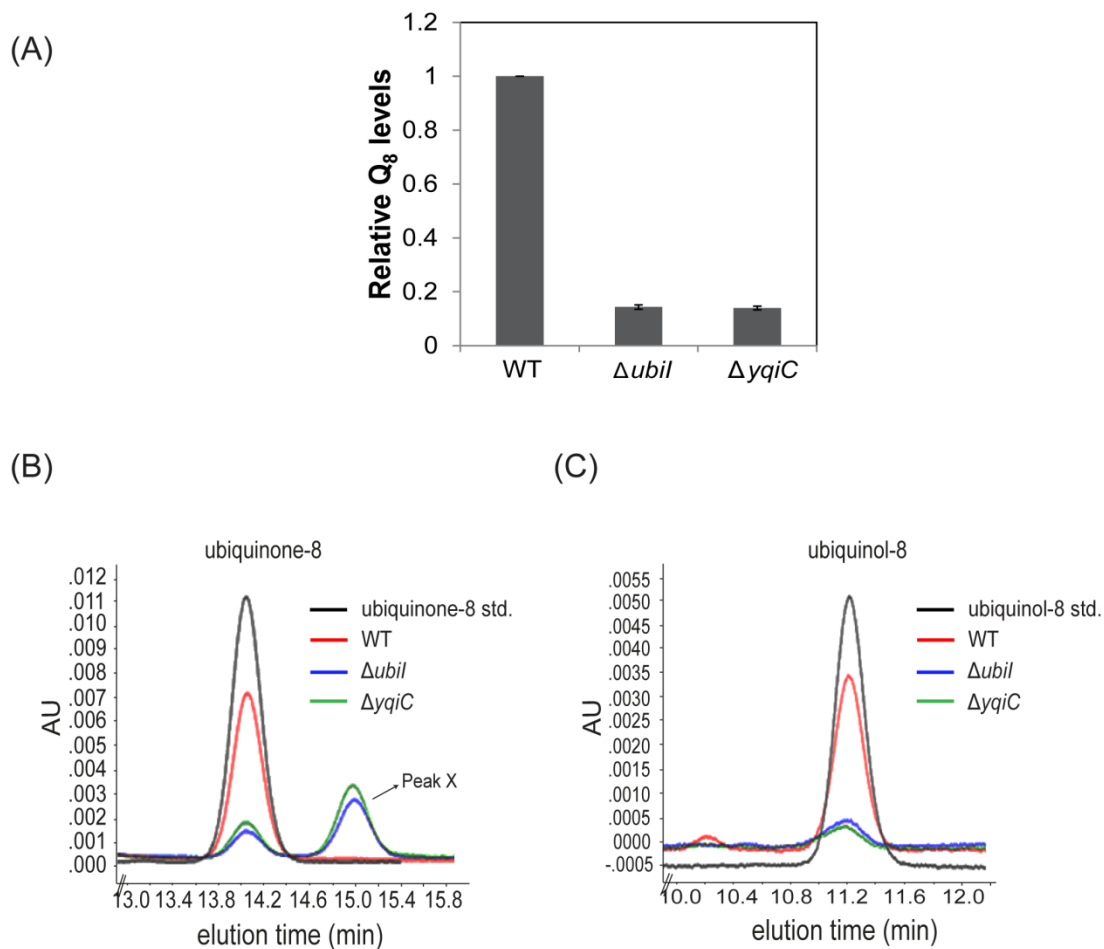 (A)
Relative Q₈ levels
1.2
1
0.8
0.6
0.4
0.2
0
WT
ΔubiI
ΔyqiC
(B)
ubiquinone-8
AU
.012
.011
.010
.009
.008
.007
.006
.005
.004
.003
.002
.001
.000
ubiquinone-8 std.
WT
ΔubiI
ΔyqiC
Peak X
13.0 13.4 13.8 14.2 14.6 15.0 15.4 15.8
elution time (min)
(C)
ubiquinol-8
AU
.0055
.0050
.0045
.0040
.0035
.0030
.0025
.0020
.0015
.0010
.0005
.0000
-.0005
ubiquinol-8 std.
WT
ΔubiI
ΔyqiC
10.0 10.4 10.8 11.2 11.6 12.0
elution time (min)